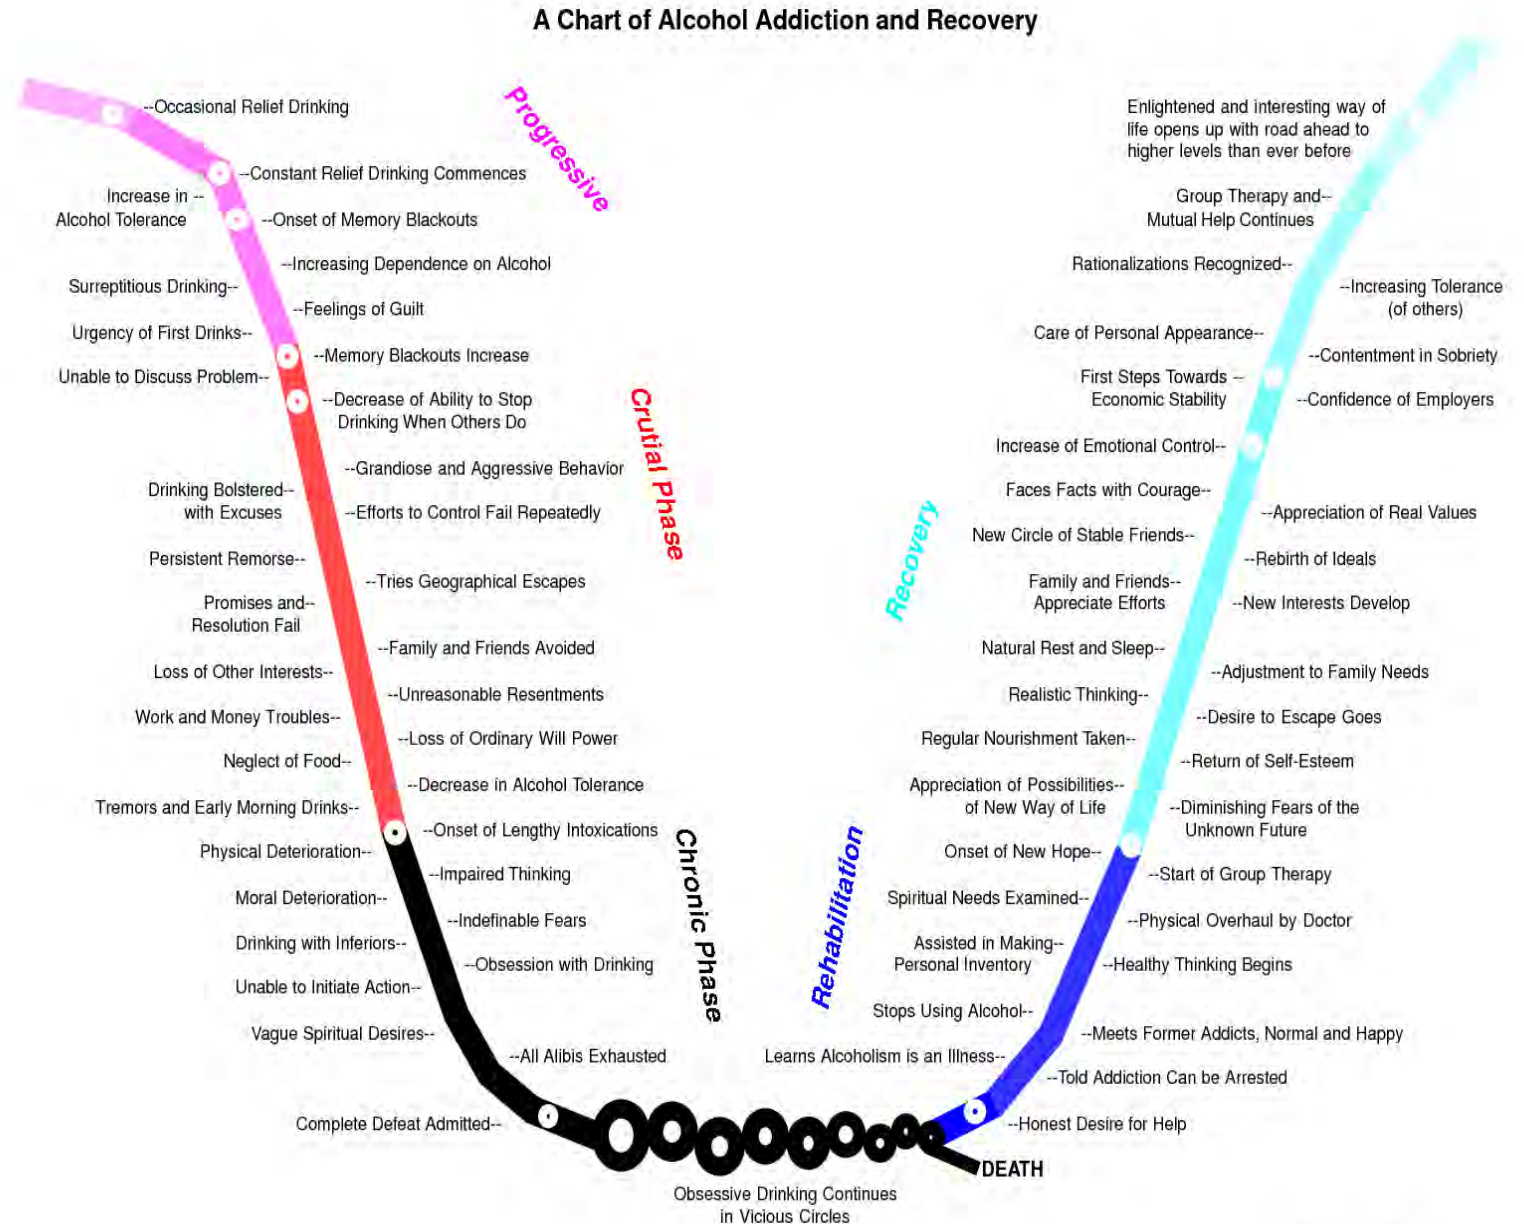 A Chart of Alcohol Addiction and Recovery
--Occasional Relief Drinking
--Constant Relief Drinking Commences
Increase in --
Alcohol Tolerance
--Onset of Memory Blackouts
--Increasing Dependence on Alcohol
Surreptitious Drinking--
--Feelings of Guilt
Urgency of First Drinks--
--Memory Blackouts Increase
Unable to Discuss Problem--
--Decrease of Ability to Stop
Drinking When Others Do
--Grandiose and Aggressive Behavior
Drinking Bolstered--
with Excuses
--Efforts to Control Fail Repeatedly
Persistent Remorse--
--Tries Geographical Escapes
Promises and--
Resolution Fail
--Family and Friends Avoided
Loss of Other Interests--
--Unreasonable Resentments
Work and Money Troubles--
--Loss of Ordinary Will Power
Neglect of Food--
--Decrease in Alcohol Tolerance
Tremors and Early Morning Drinks--
--Onset of Lengthy Intoxications
Physical Deterioration--
--Impaired Thinking
Moral Deterioration--
--Indefinable Fears
Drinking with Inferiors--
--Obsession with Drinking
Unable to Initiate Action--
Vague Spiritual Desires--
--All Alibis Exhausted
Complete Defeat Admitted--
Progressive
Crutial Phase
Chronic Phase
Obsessive Drinking Continues
in Vicious Circles
DEATH
Rehabilitation
Recovery
Enlightened and interesting way of
life opens up with road ahead to
higher levels than ever before
Group Therapy and--
Mutual Help Continues
Rationalizations Recognized--
--Increasing Tolerance
(of others)
Care of Personal Appearance--
--Contentment in Sobriety
First Steps Towards --
Economic Stability
--Confidence of Employers
Increase of Emotional Control--
Faces Facts with Courage--
--Appreciation of Real Values
New Circle of Stable Friends--
--Rebirth of Ideals
Family and Friends--
Appreciate Efforts
--New Interests Develop
Natural Rest and Sleep--
--Adjustment to Family Needs
Realistic Thinking--
--Desire to Escape Goes
Regular Nourishment Taken--
--Return of Self-Esteem
Appreciation of Possibilities--
of New Way of Life
--Diminishing Fears of the
Unknown Future
Onset of New Hope--
--Start of Group Therapy
Spiritual Needs Examined--
--Physical Overhaul by Doctor
Assisted in Making--
Personal Inventory
--Healthy Thinking Begins
Stops Using Alcohol--
--Meets Former Addicts, Normal and Happy
Learns Alcoholism is an Illness--
--Told Addiction Can be Arrested
--Honest Desire for Help